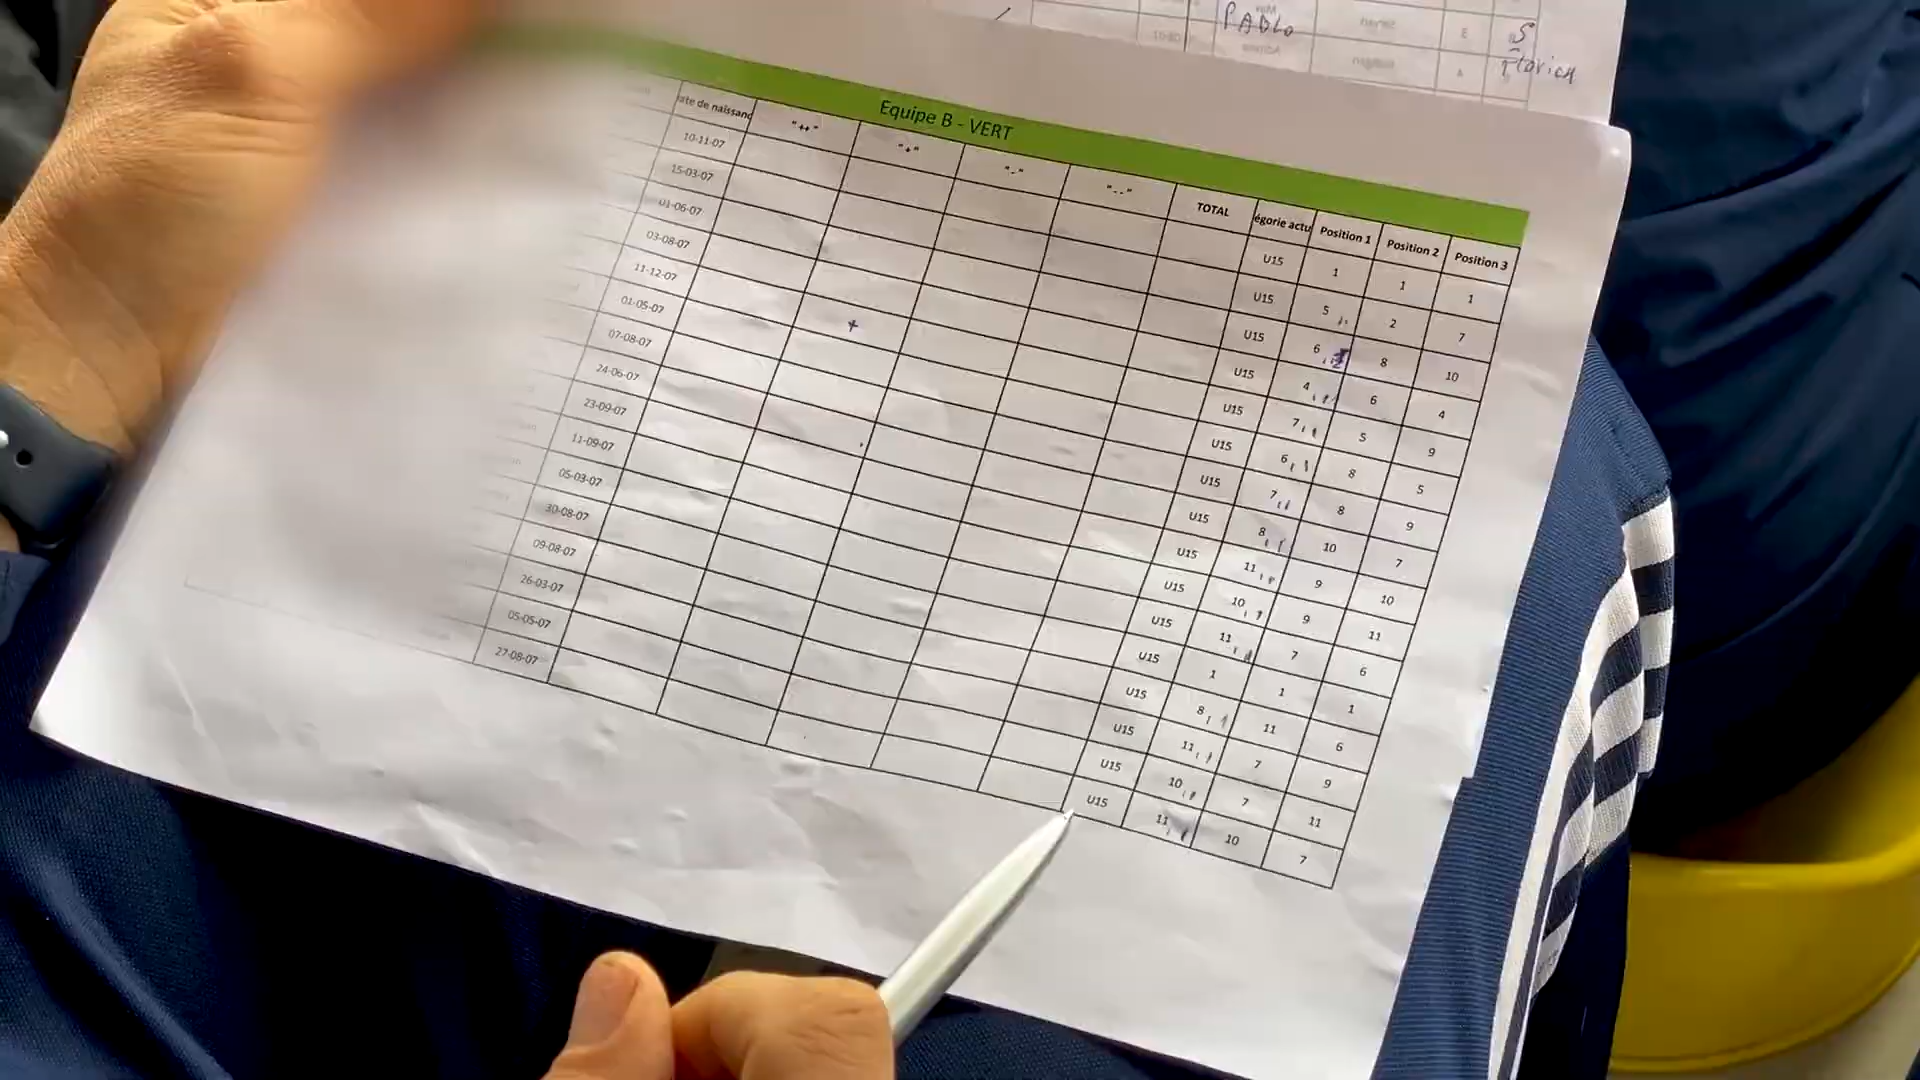 PABLO
S
Florian
Equipe B - VERT
ate de naissanc "++" "+" "-" "--" TOTAL égorie actu Position 1 Position 2 Position 3
10-11-07 U15 1 1 1
15-03-07 U15 5 2 7
01-06-07 U15 6 8 10
03-08-07 U15 4 6 4
11-12-07 + U15 7 5 9
01-05-07 U15 6 8 5
07-08-07 U15 7 8 9
24-06-07 U15 8 10 7
23-09-07 U15 11 9 10
11-09-07 U15 10 9 11
05-03-07 U15 11 7 6
30-08-07 U15 1 1 1
09-08-07 U15 8 11 6
26-03-07 U15 11 7 9
05-05-07 U15 10 7 11
27-08-07 U15 11 10 7